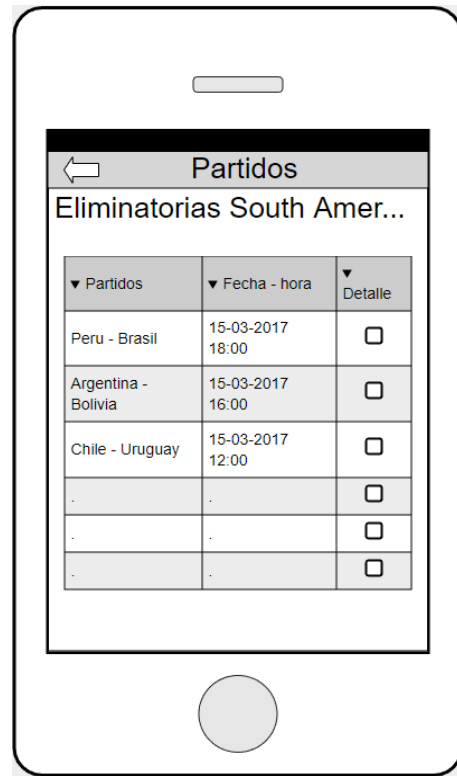 Partidos
Eliminatorias South Amer...
▼ Partidos
▼ Fecha - hora
▼
Detalle
Peru - Brasil
15-03-2017
18:00
Argentina -
Bolivia
15-03-2017
16:00
Chile - Uruguay
15-03-2017
12:00
.
.
.
.
.
.